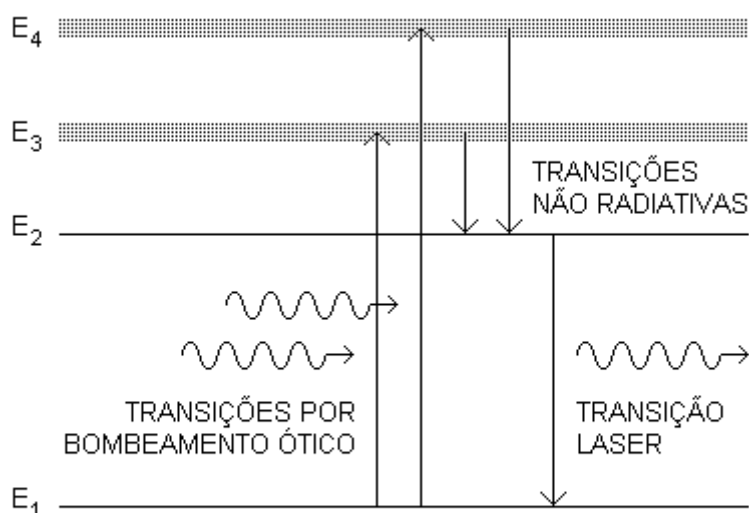 E4
E3
TRANSIÇÕES
NÃO RADIATIVAS
E2
TRANSIÇÕES POR
BOMBEAMENTO ÓTICO
TRANSIÇÃO
LASER
E1